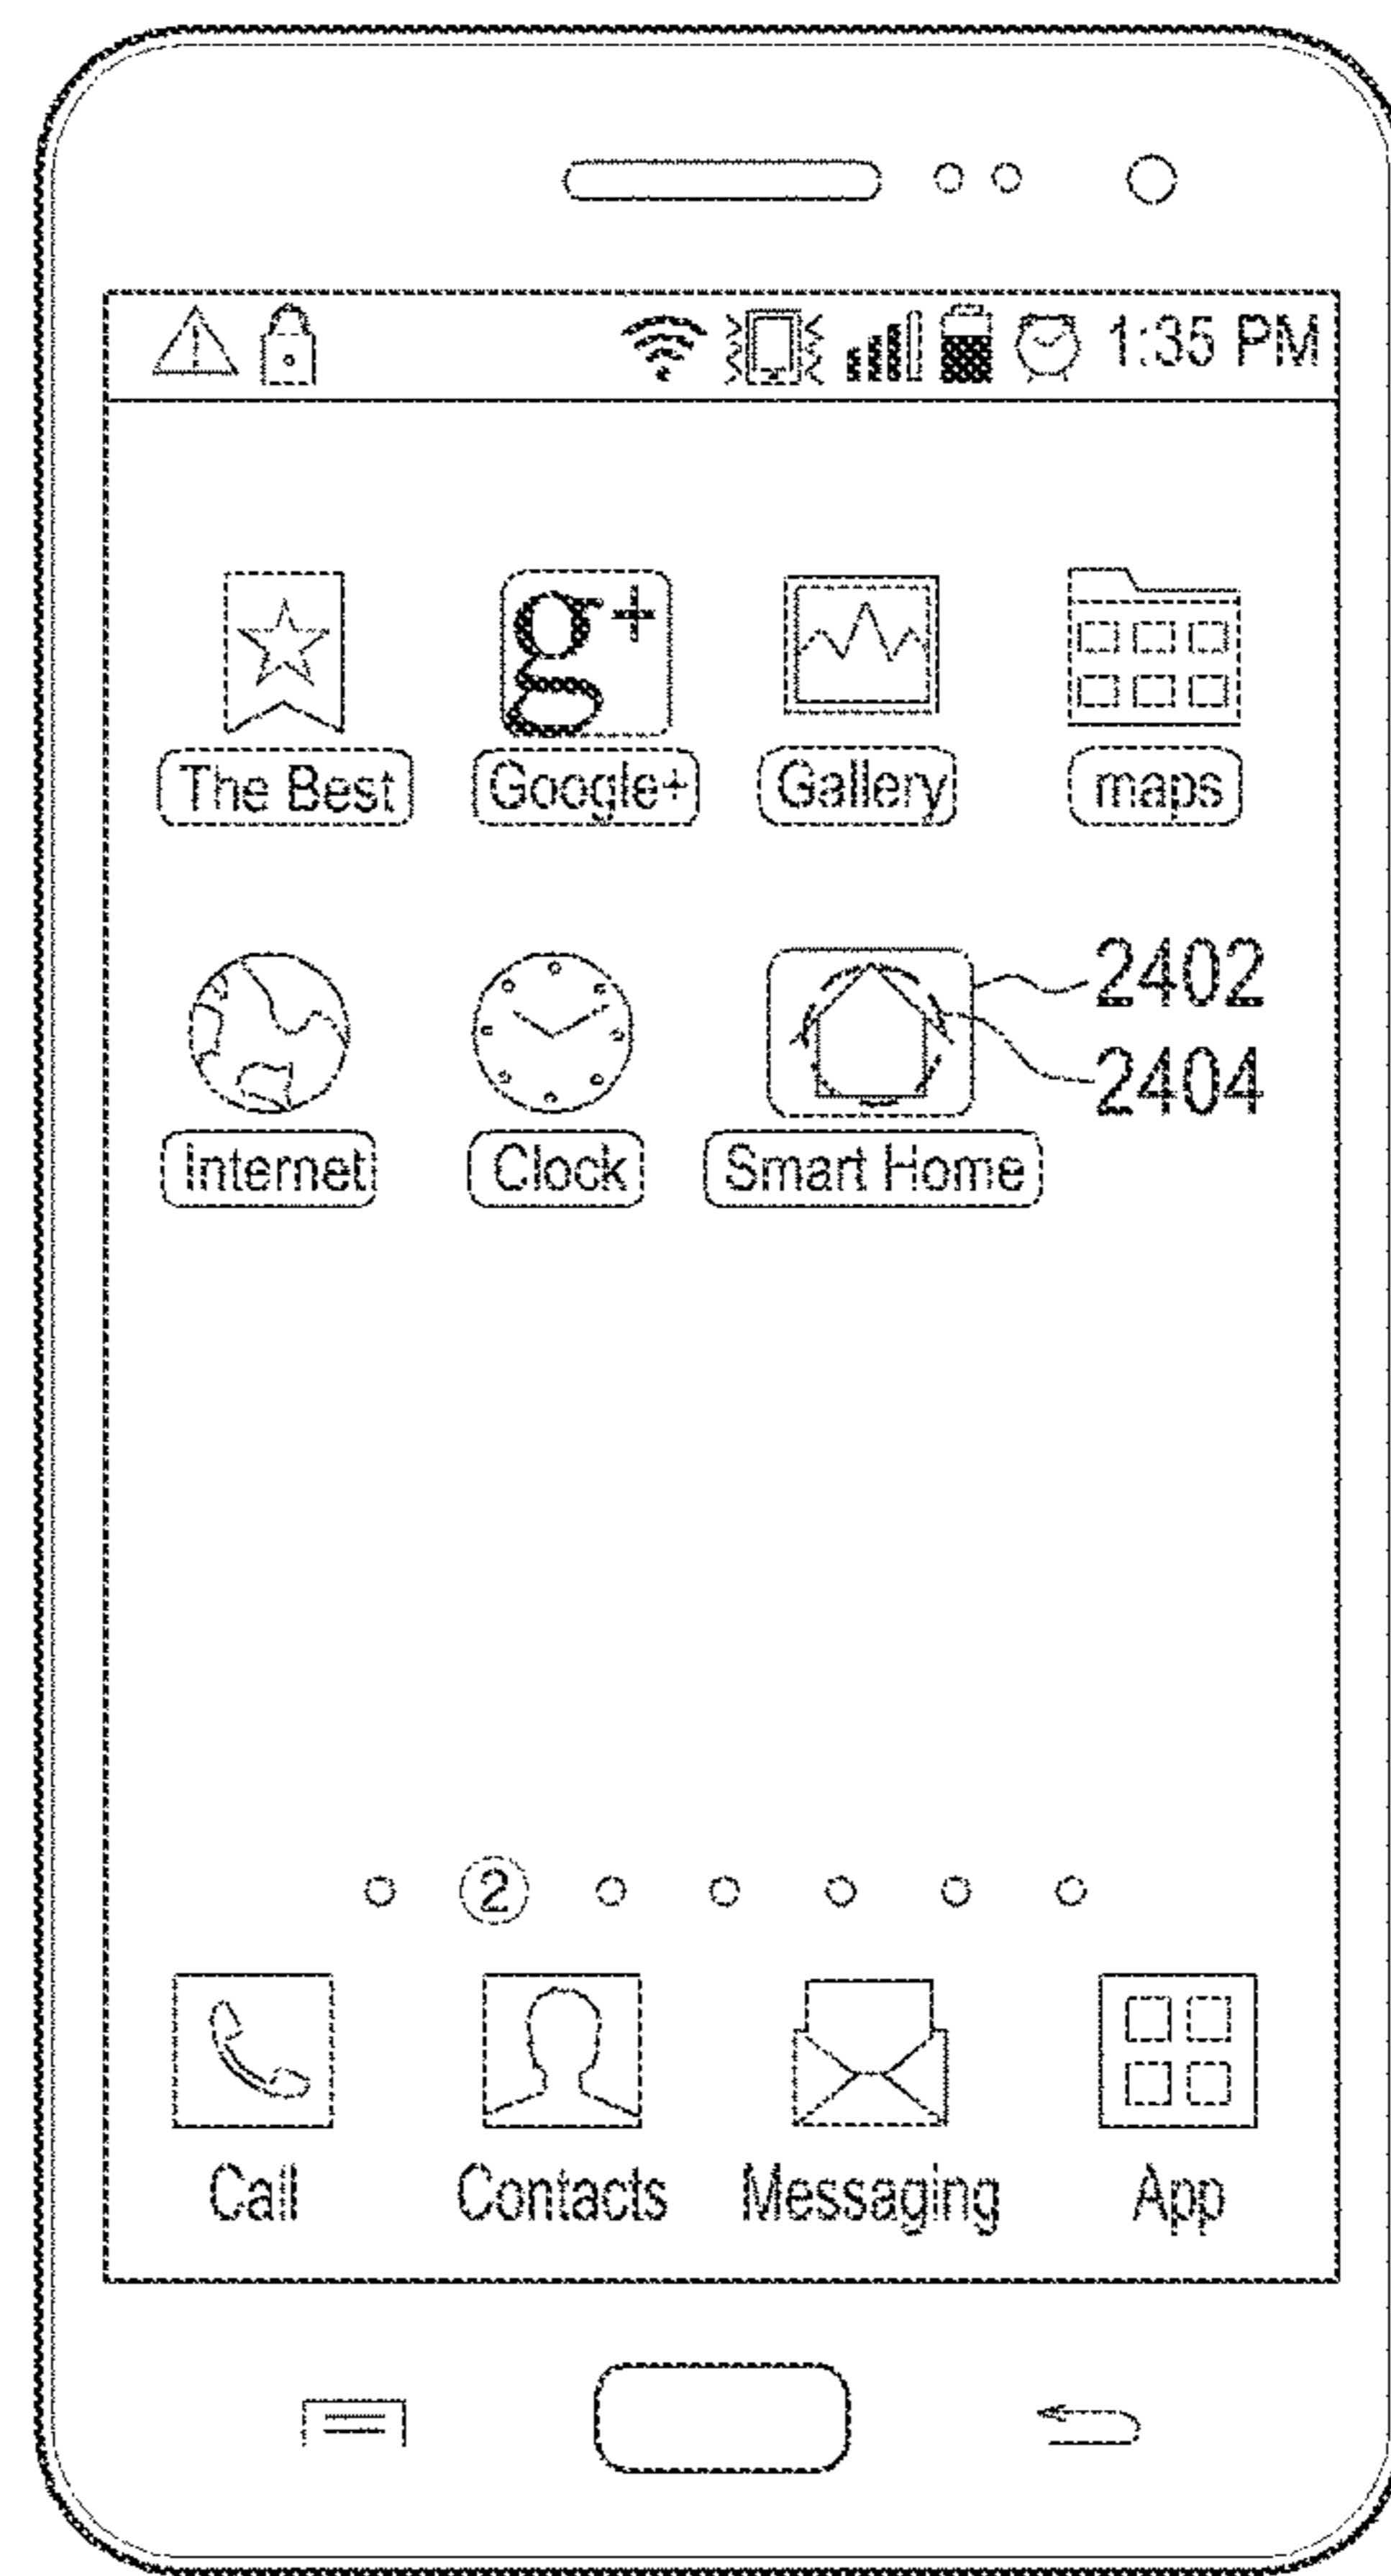 1:35 PM
g+
The Best Google+ Gallery maps
2402
2404
Internet Clock Smart Home
2
Call Contacts Messaging App